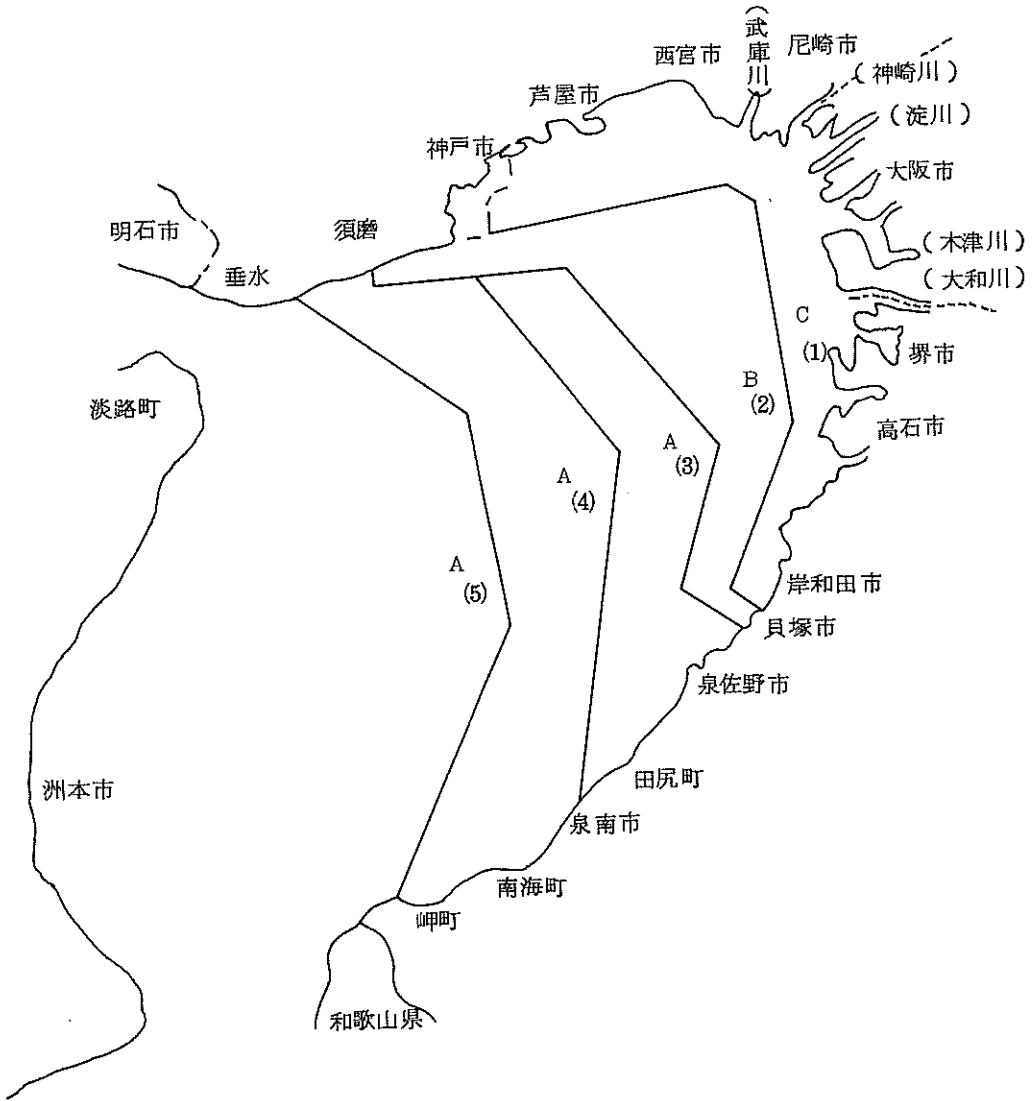 (武庫川)
尼崎市
西宮市
(神崎川)
芦屋市
(淀川)
神戸市
大阪市
明石市
須磨
(木津川)
垂水
(大和川)
C
(1)
堺市
B
(2)
淡路町
高石市
A
(3)
A
(4)
A
(5)
岸和田市
貝塚市
泉佐野市
田尻町
洲本市
泉南市
南海町
岬町
和歌山県